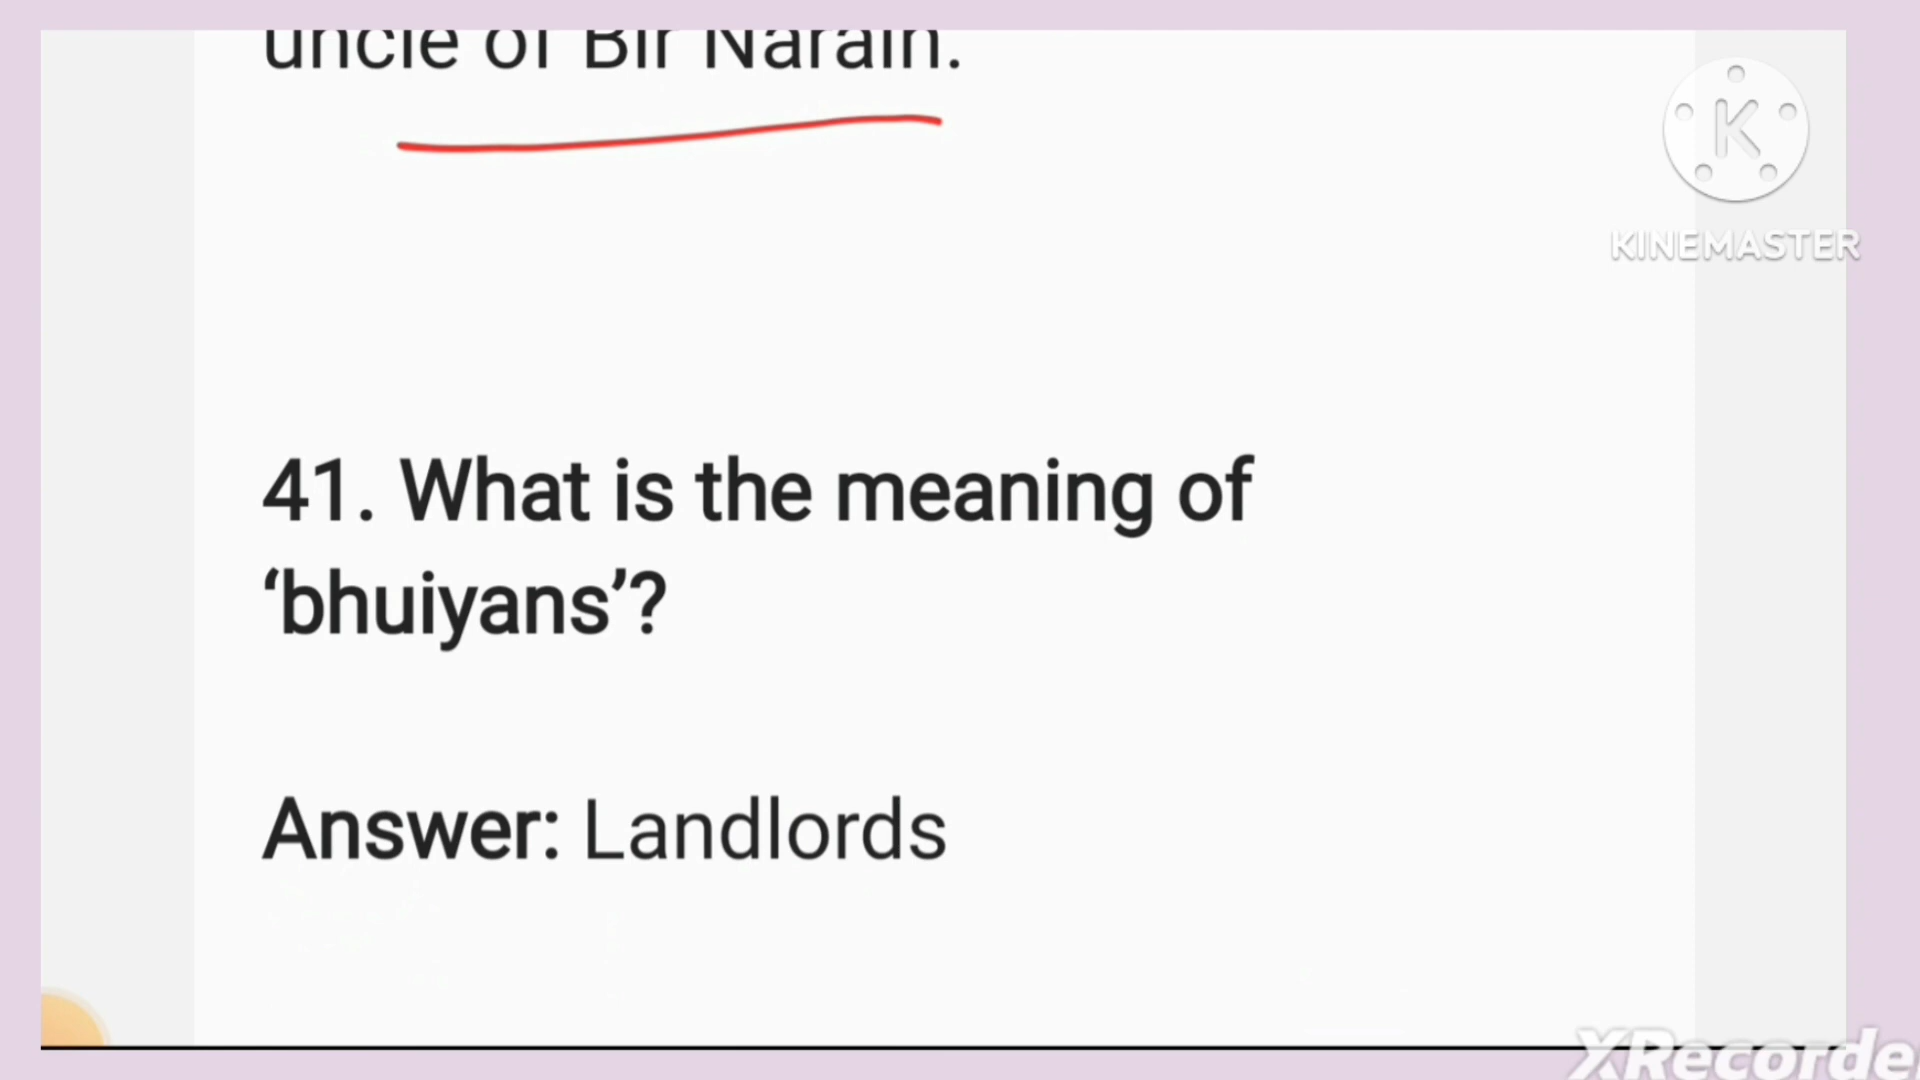 uncle of Bir Narain.
K
KINEMASTER
41. What is the meaning of
‘bhuiyans’?
Answer: Landlords
XRecorde